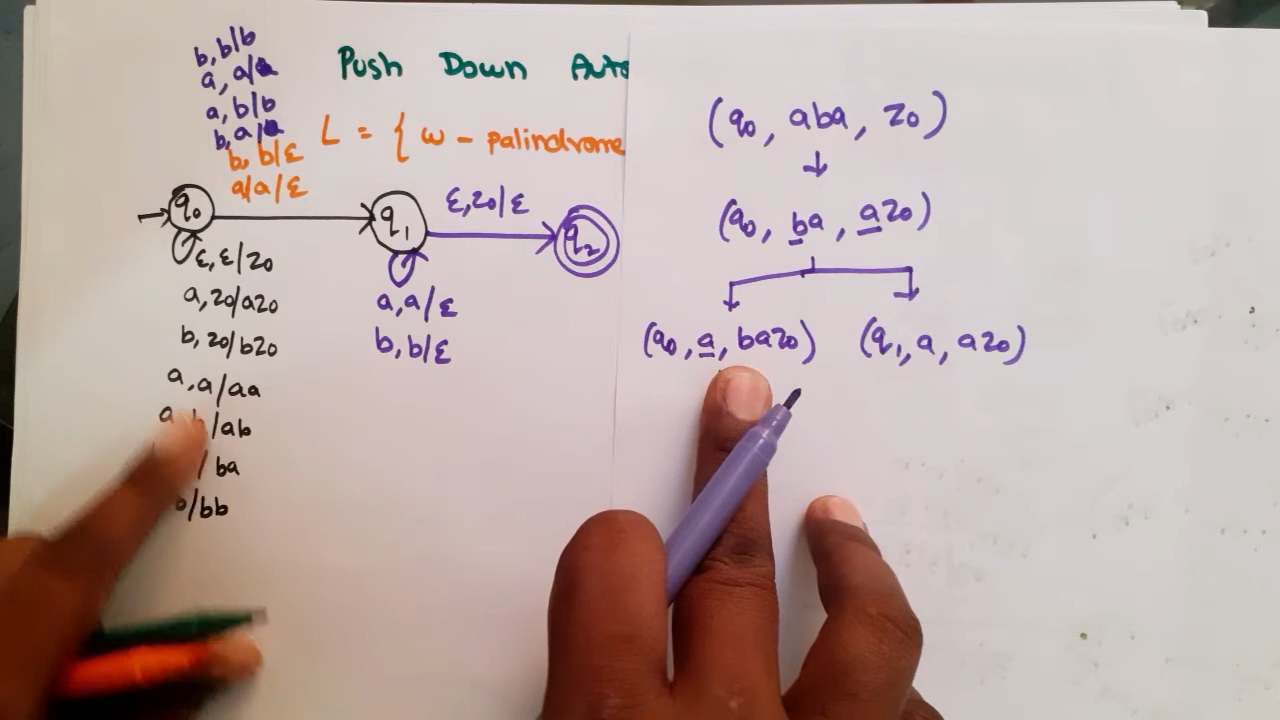 b, b/b
a, a/a
a, b/b
b, a/a
b, b/ε
a/a/ε
Push Down Auto
L = { w - palindrome
q0
q1
ε, z0/ε
q2
ε, ε/z0
a, z0/az0
b, z0/bz0
a, a/aa
/ab
/ba
/bb
a, a/ε
b, b/ε
(q0, aba, z0)
(q0, ba, az0)
(q0, a, baz0) (q1, a, az0)